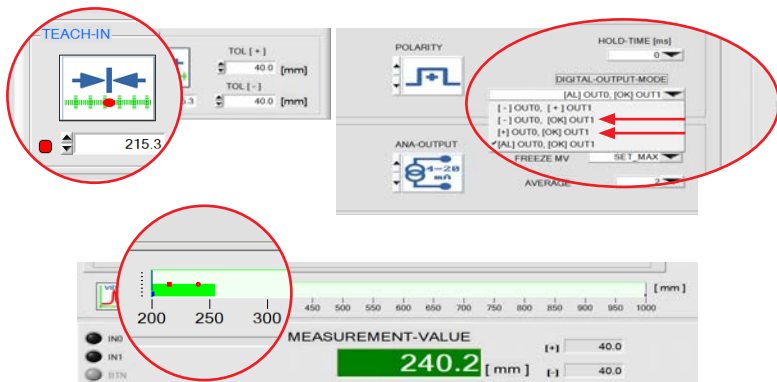 TEACH-IN
215.3
TOL [ + ]
40.0 [mm]
TOL [ - ]
5.3
40.0 [mm]
POLARITY
HOLD-TIME [ms]
0
DIGITAL-OUTPUT-MODE
[AL] OUT0, [OK] OUT1
[ - ] OUT0, [ + ] OUT1
[ - ] OUT0, [OK] OUT1
[+] OUT0, [OK] OUT1
✓[AL] OUT0, [OK] OUT1
ANA-OUTPUT
4-20
mA
FREEZE MV
SET_MAX
AVERAGE
2
[ mm ]
200 250 300
450 500 550 600 650 700 750 800 850 900 950 1000
IN0
IN1
BTN
MEASUREMENT-VALUE
240.2 [ mm ]
[+] 40.0
[-] 40.0